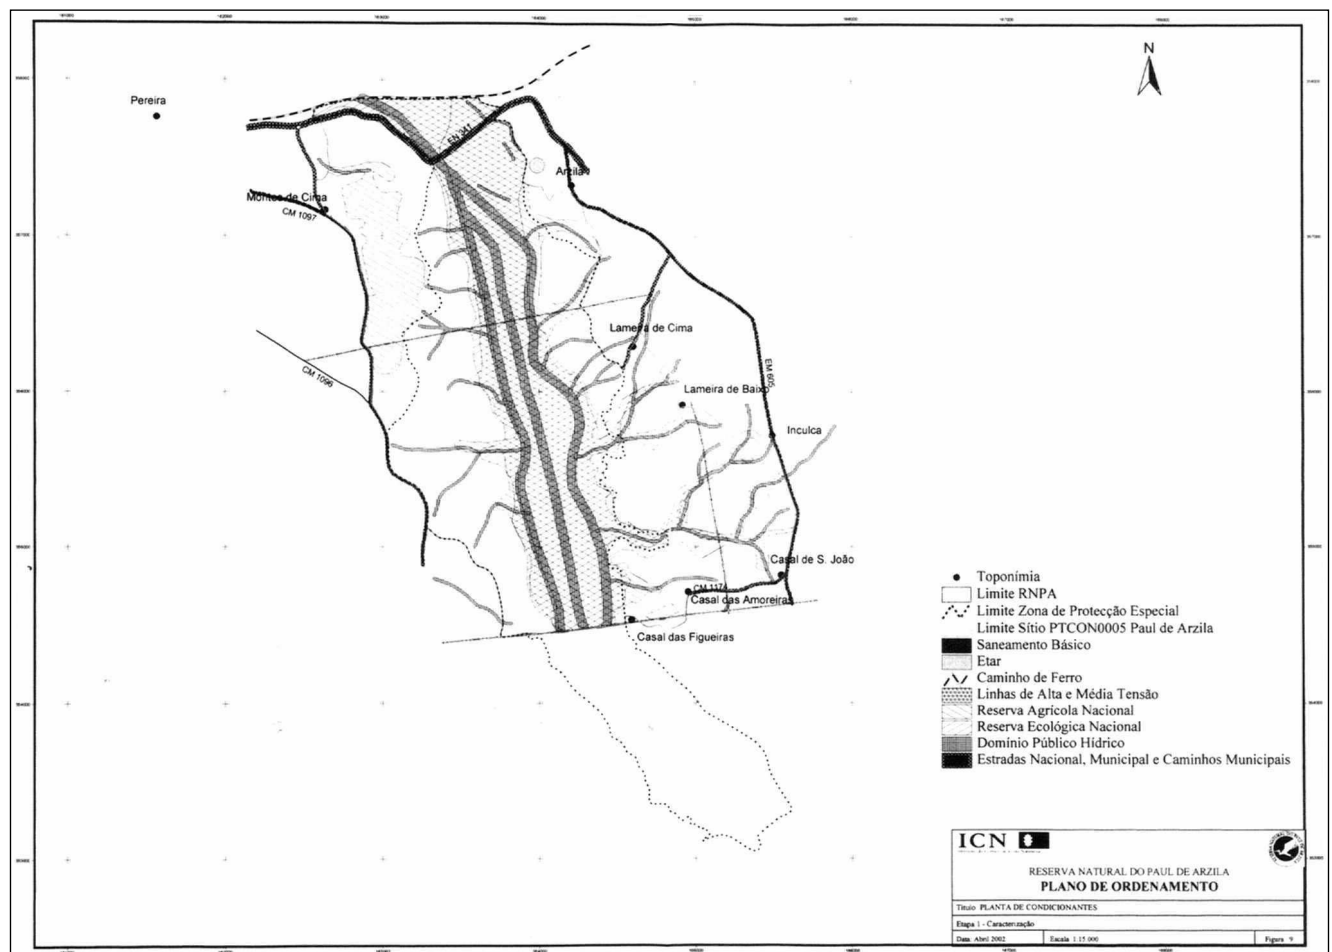 N
Pereira
EN 341
Arzila
Montes de Cima
CM 1097
Lameira de Cima
CM 1096
EM 605
Lameira de Baixo
Inculca
Casal de S. João
CM 1174
Casal das Amoreiras
Casal das Figueiras
Toponímia
Limite RNPA
Limite Zona de Protecção Especial
Limite Sítio PTCON0005 Paul de Arzila
Saneamento Básico
Etar
Caminho de Ferro
Linhas de Alta e Média Tensão
Reserva Agrícola Nacional
Reserva Ecológica Nacional
Domínio Público Hídrico
Estradas Nacional, Municipal e Caminhos Municipais
ICN
RESERVA NATURAL DO PAUL DE ARZILA
PLANO DE ORDENAMENTO
Título PLANTA DE CONDICIONANTES
Etapa 1 - Caracterização
Data: Abril 2002 Escala 1:15 000 Figura 9